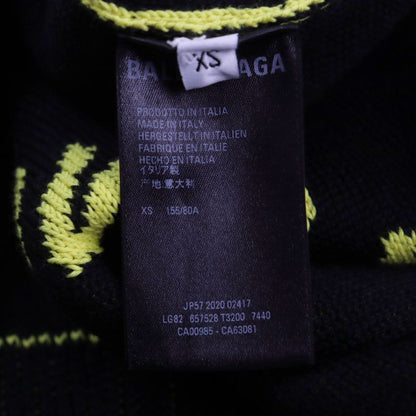 XS
BAL AGA
PRODOTTO IN ITALIA
MADE IN ITALY
HERGESTELLT IN ITALIEN
FABRIQUE EN ITALIE
HECHO EN ITALIA
イタリア製
产地:意大利
XS 155/80A
JP57 2020 02417
LG82 657528 T3200 7440
CA00985 - CA63081